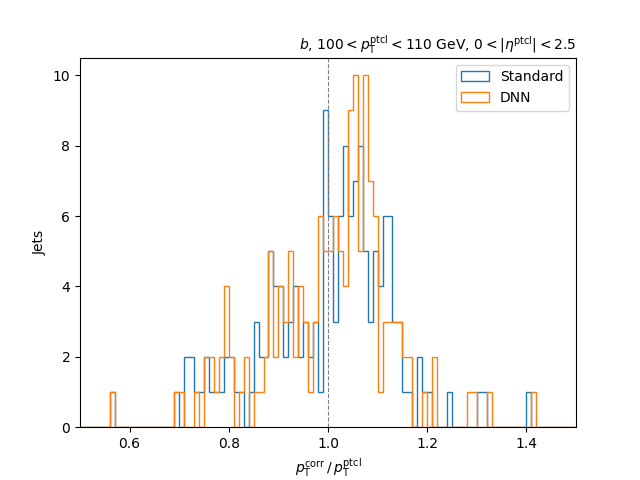 b, 100 < p_T^ptcl < 110 GeV, 0 < |η^ptcl| < 2.5
Standard
DNN
10
8
6
4
2
0
Jets
0.6 0.8 1.0 1.2 1.4
p_T^corr / p_T^ptcl